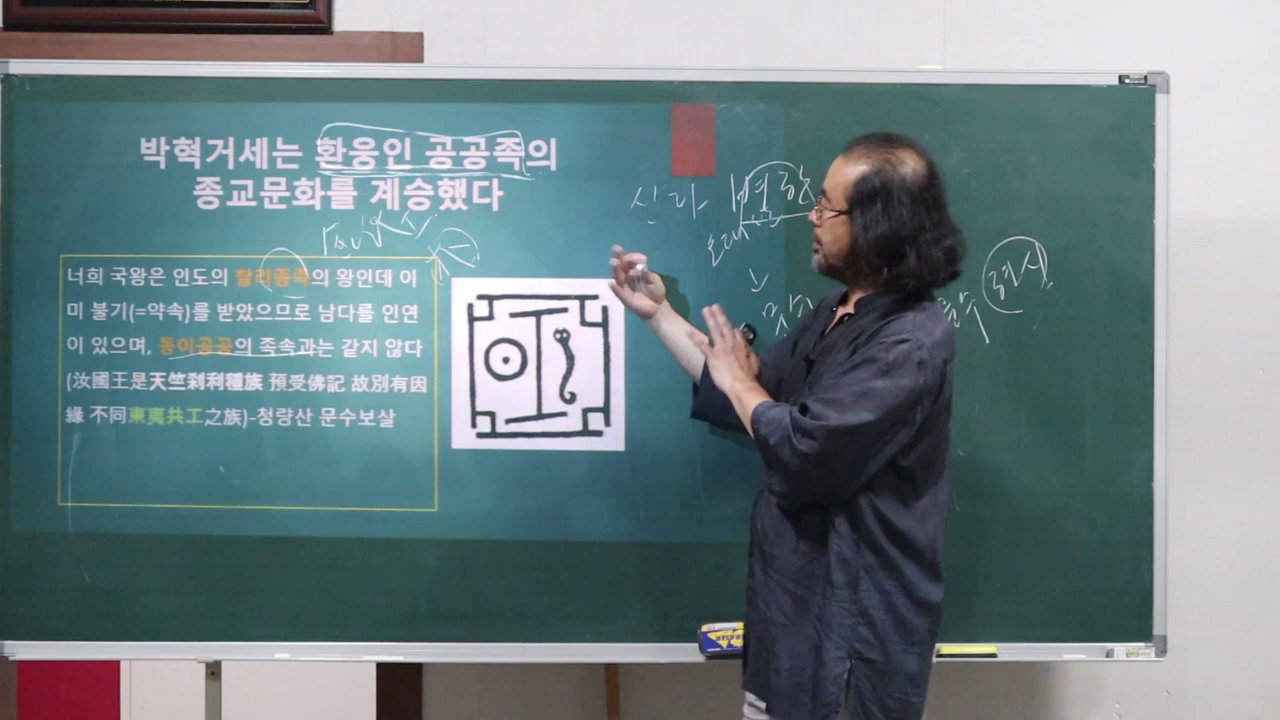 박혁거세는 환웅인 공공족의
종교문화를 계승했다
너희 국왕은 인도의 찰리종족의 왕인데 이
미 불기(=약속)를 받았으므로 남다를 인연
이 있으며, 동이공공의 족속과는 같지 않다
(汝國王是天竺刹利種族 預受佛記 故別有因
緣 不同東夷共工之族)-청량산 문수보살
신라